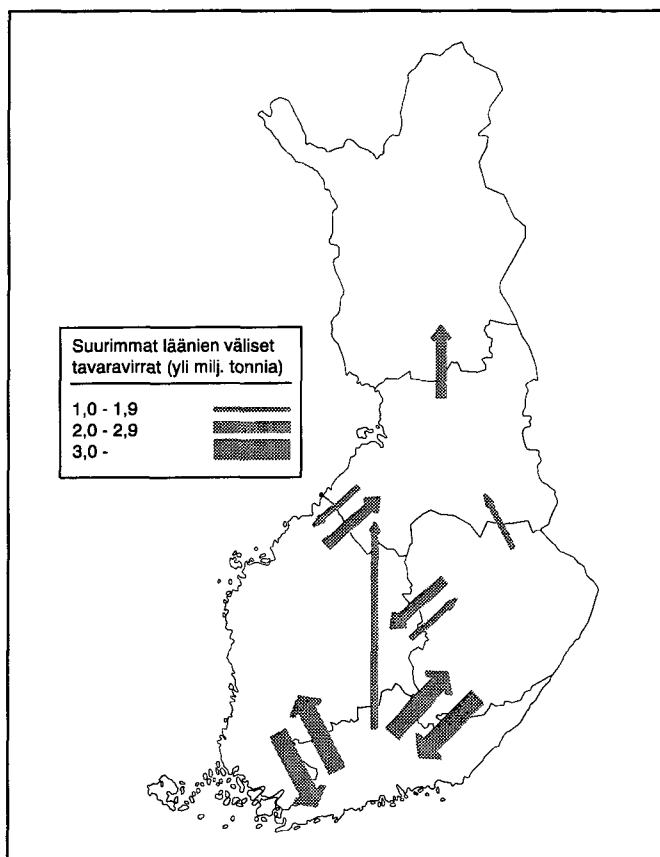 Suurimmat läänien väliset
tavaravirrat (yli milj. tonnia)
1,0 - 1,9
2,0 - 2,9
3,0 -